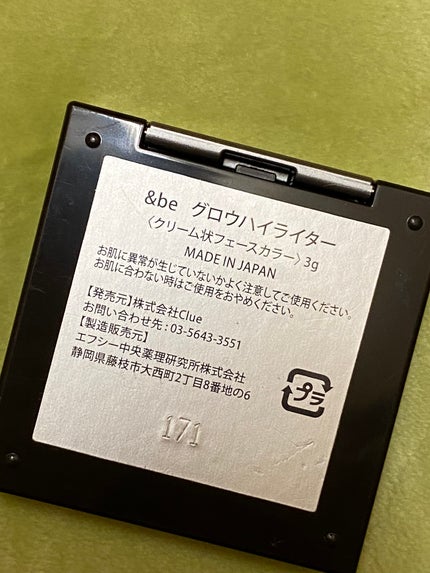 &be グロウハイライター
〈クリーム状フェースカラー〉3g
MADE IN JAPAN
お肌に異常が生じていないかよく注意してご使用ください。
お肌に合わない時はご使用をおやめください。
【発売元】株式会社Clue
お問い合わせ先:03-5643-3551
【製造販売元】
エフシー中央薬理研究所株式会社
静岡県藤枝市大西町2丁目8番地の6
プラ
171